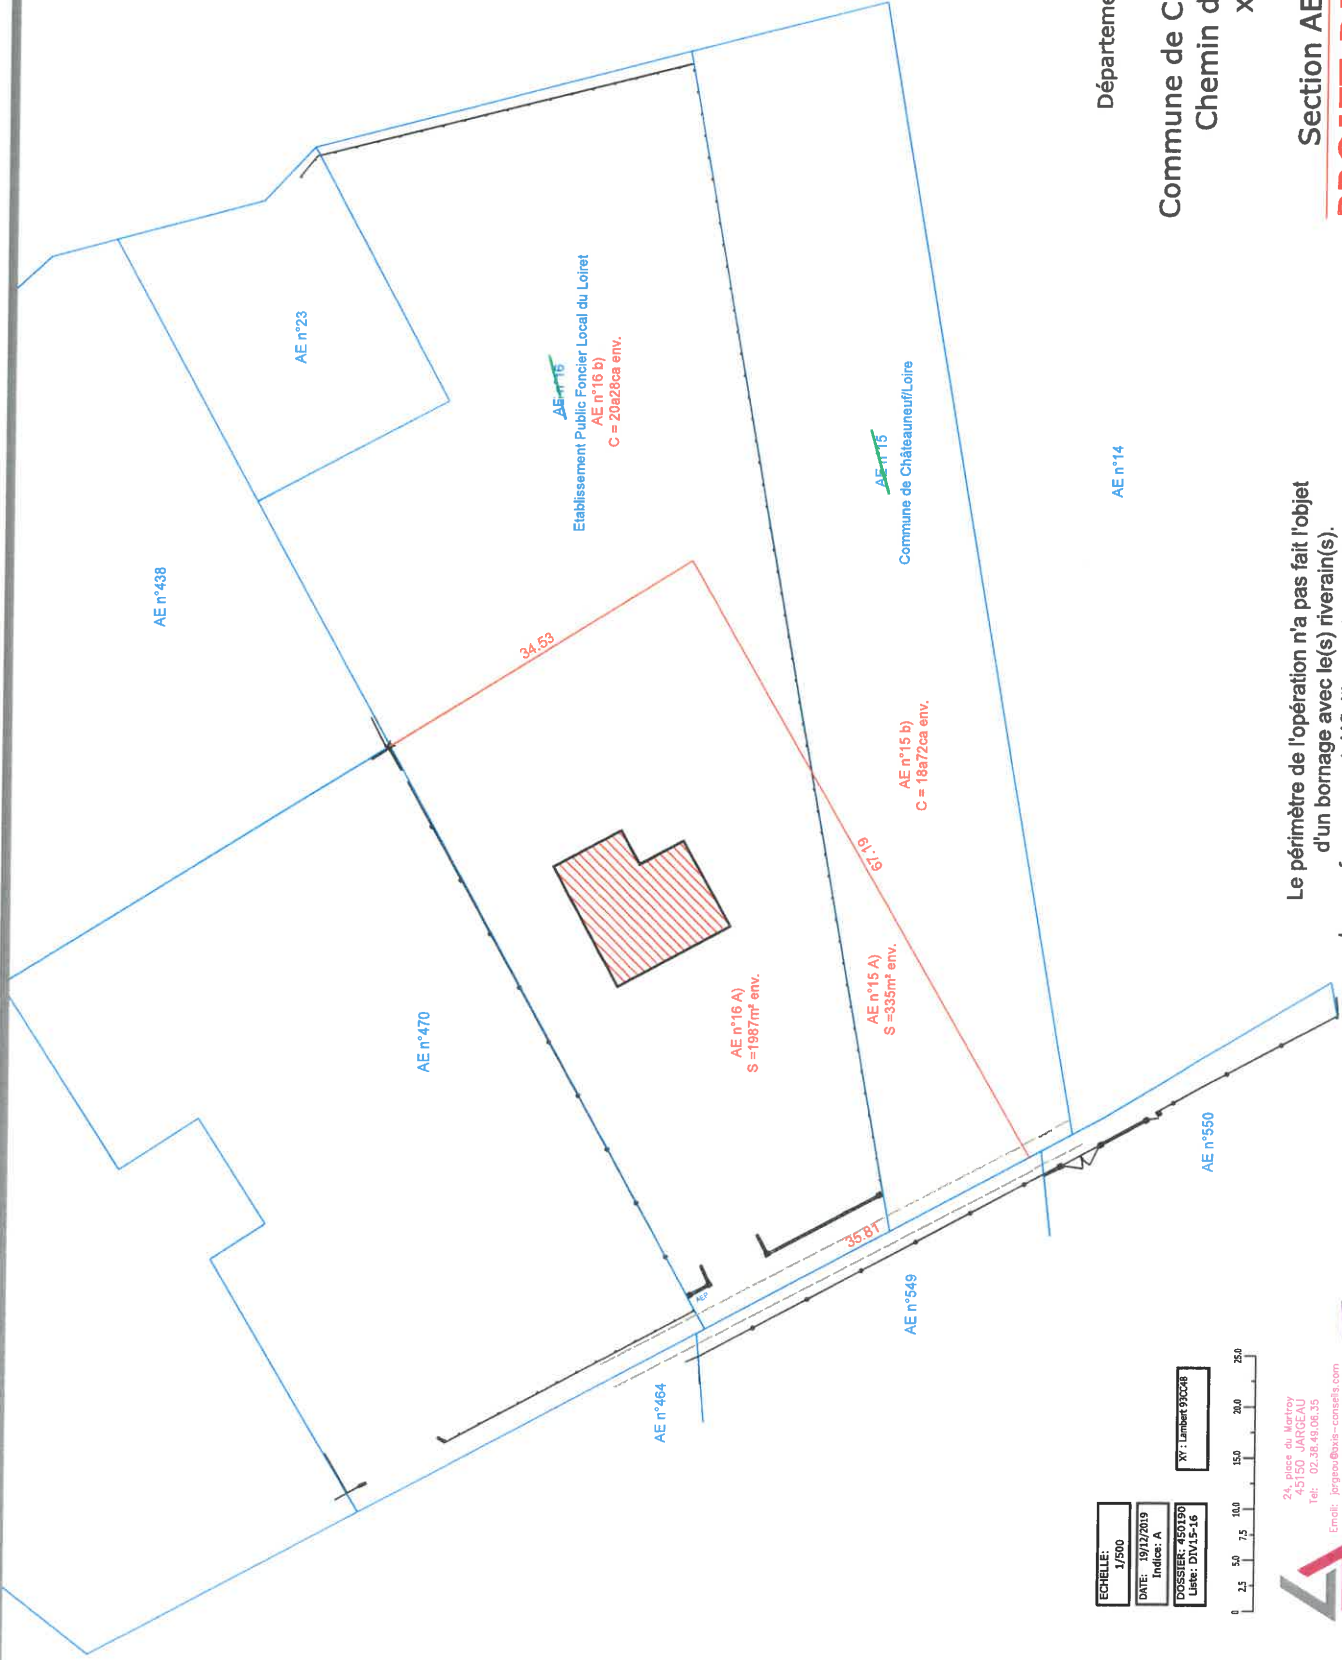 AE n°438
AE n°23
AE n°16
Etablissement Public Foncier Local du Loiret
AE n°16 b)
C = 20a28ca env.
AE n°470
34.53
AE n°16 A)
S =1987m² env.
AE n°15
Commune de Châteauneuf/Loire
AE n°15 b)
C = 18a72ca env.
67.19
AE n°15 A)
S =335m² env.
AE n°14
35.81
AEP
AE n°464
AE n°549
AE n°550
Départeme
Commune de C
Chemin d
x
Section AE
Le périmètre de l'opération n'a pas fait l'objet
d'un bornage avec le(s) riverain(s).
ECHELLE:
1/500
DATE: 19/12/2019
Indice: A
DOSSIER: 450190
Liste: DIV15-16
XY : Lambert 93CC48
0 2.5 5.0 7.5 10.0 15.0 20.0 25.0
24, place du Martroy
45150 JARGEAU
Tel: 02.38.49.06.35
Email: jargeau@axis-conseils.com